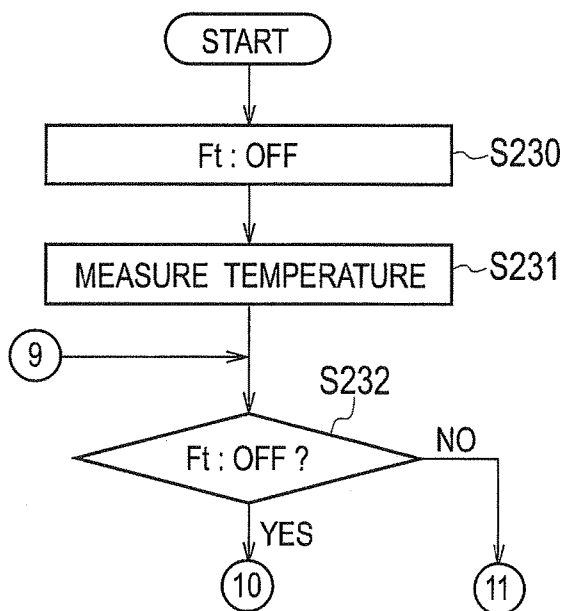 START
Ft : OFF
S230
MEASURE TEMPERATURE
S231
9
S232
Ft : OFF ?
NO
YES
10
11